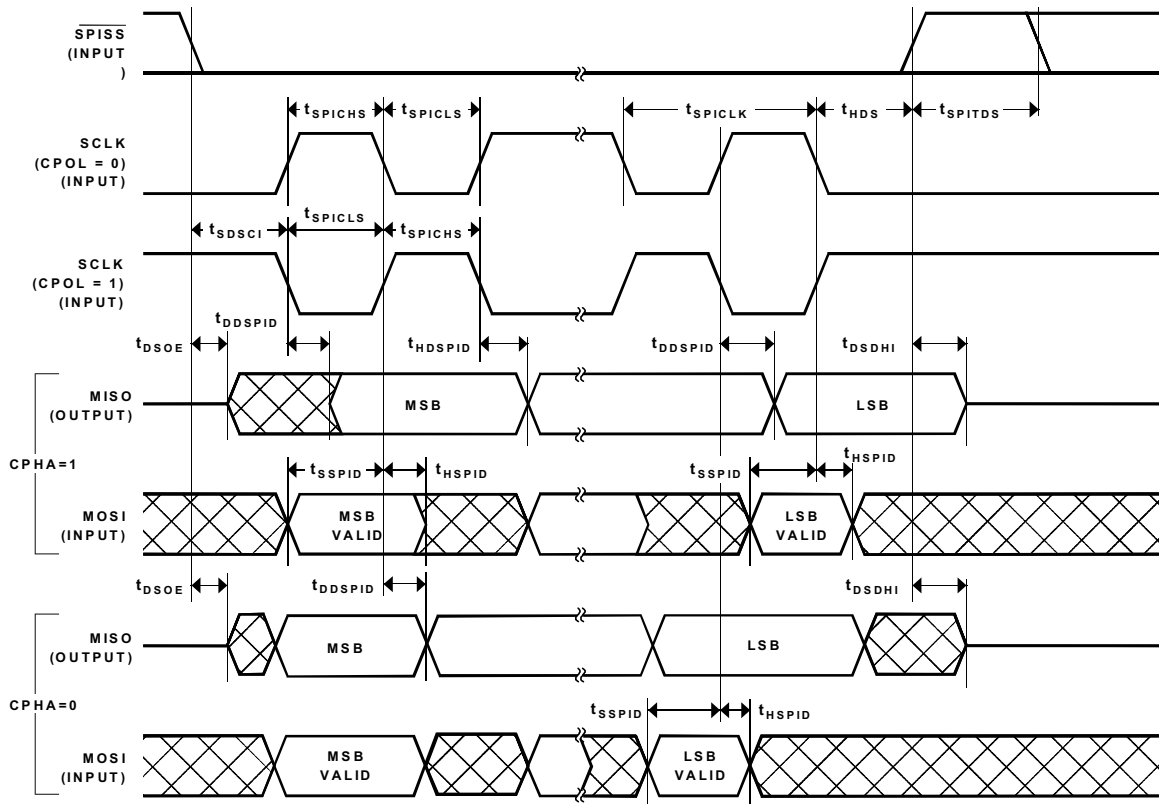 SPISS
(INPUT
)
tSPICHS
tSPICLS
tSPICLK
tHDS
tSPITDS
SCLK
(CPOL = 0)
(INPUT)
tSDSCI
tSPICLS
tSPICHS
SCLK
(CPOL = 1)
(INPUT)
tDSOE
tDDSPID
tHDSPID
tDDSPID
tDSDHI
MISO
(OUTPUT)
MSB
LSB
CPHA=1
tSSPID
tHSPID
tSSPID
tHSPID
MOSI
(INPUT)
MSB
VALID
LSB
VALID
tDSOE
tDDSPID
tDSDHI
MISO
(OUTPUT)
MSB
LSB
CPHA=0
tSSPID
tHSPID
MOSI
(INPUT)
MSB
VALID
LSB
VALID